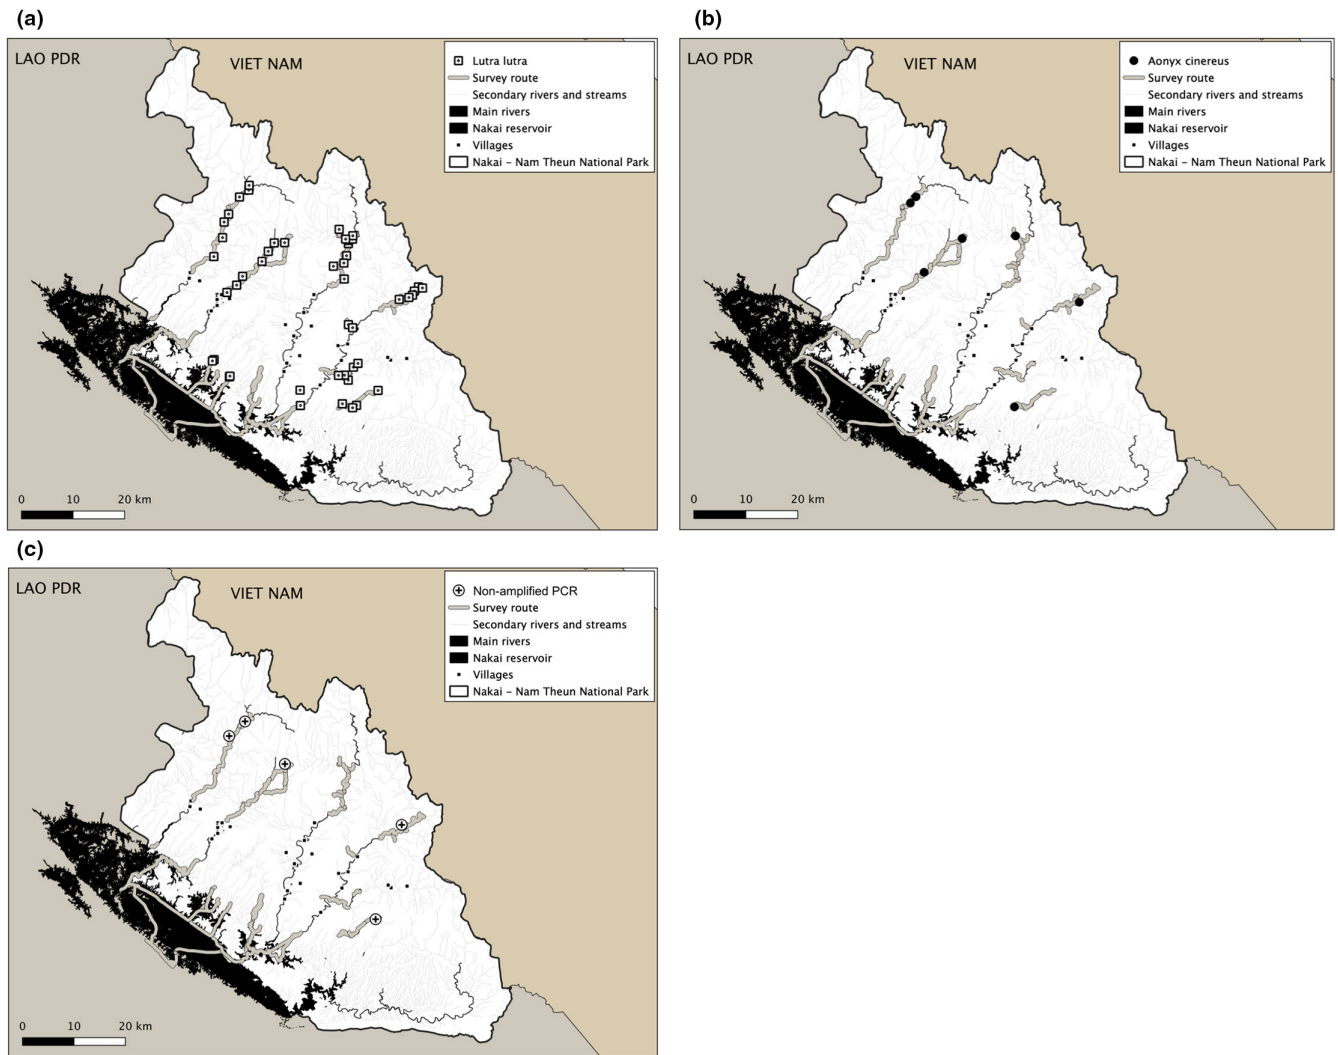 (a)
LAO PDR
VIET NAM
Lutra lutra
Survey route
Secondary rivers and streams
Main rivers
Nakai reservoir
Villages
Nakai – Nam Theun National Park
0 10 20 km
(b)
LAO PDR
VIET NAM
Aonyx cinereus
Survey route
Secondary rivers and streams
Main rivers
Nakai reservoir
Villages
Nakai – Nam Theun National Park
0 10 20 km
(c)
LAO PDR
VIET NAM
Non-amplified PCR
Survey route
Secondary rivers and streams
Main rivers
Nakai reservoir
Villages
Nakai – Nam Theun National Park
0 10 20 km